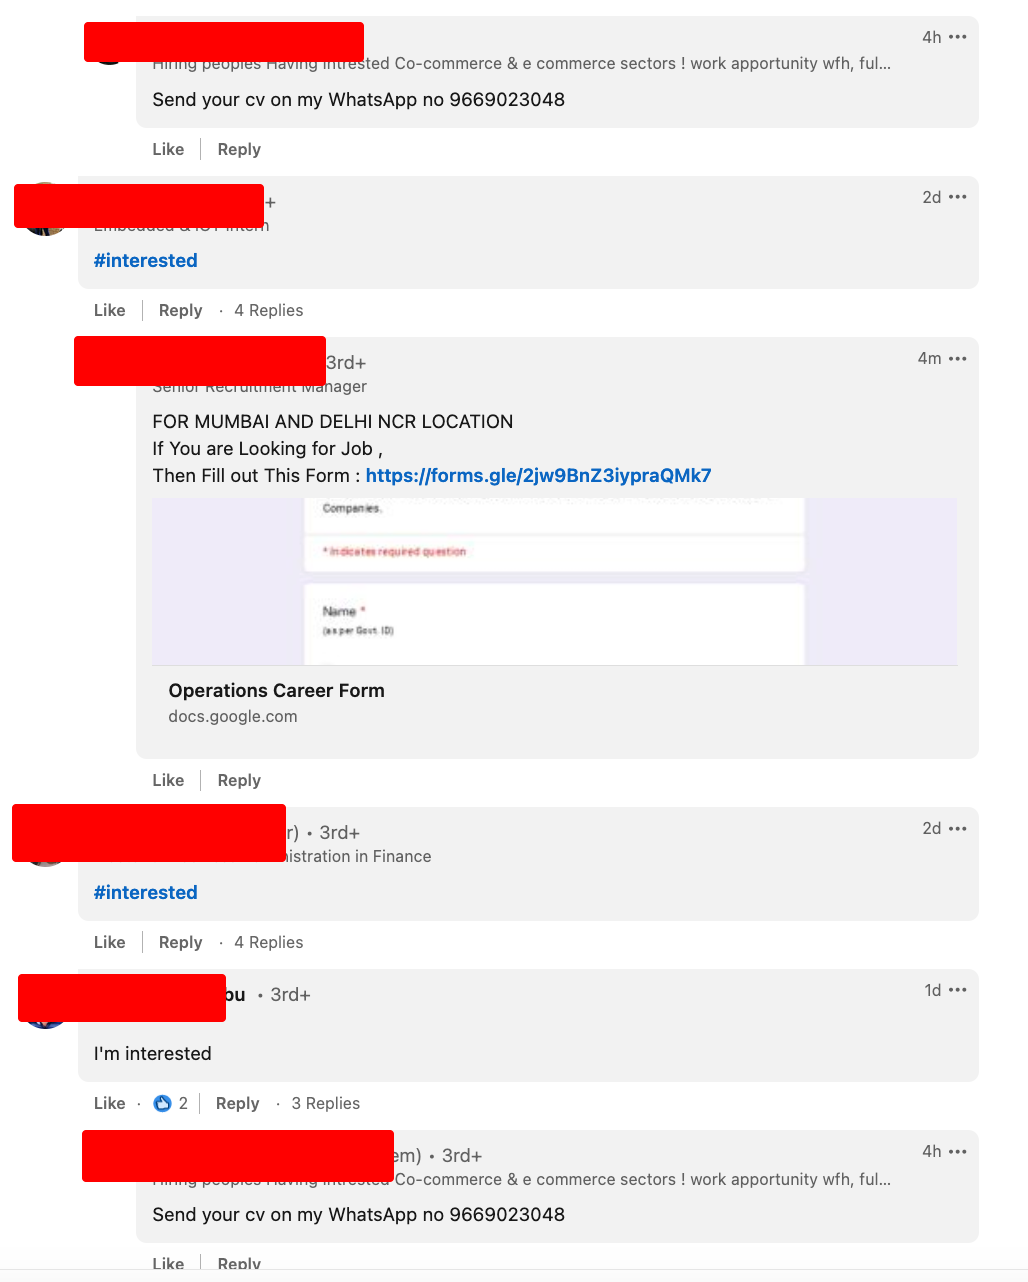 4h
Hiring peoples Having intrested Co-commerce & e commerce sectors ! work apportunity wfh, ful...
Send your cv on my WhatsApp no 9669023048
Like Reply
+ 2d
Embedded & IOT Intern
#interested
Like Reply · 4 Replies
3rd+ 4m
Senior Recruitment Manager
FOR MUMBAI AND DELHI NCR LOCATION
If You are Looking for Job ,
Then Fill out This Form : https://forms.gle/2jw9BnZ3iypraQMk7
Companies.
* Indicates required question
Name *
(as per Govt. ID)
Operations Career Form
docs.google.com
Like Reply
r) • 3rd+ 2d
nistration in Finance
#interested
Like Reply · 4 Replies
bu • 3rd+ 1d
I'm interested
Like · 2 Reply · 3 Replies
em) • 3rd+ 4h
Hiring peoples Having intrested Co-commerce & e commerce sectors ! work apportunity wfh, ful...
Send your cv on my WhatsApp no 9669023048
Like Reply